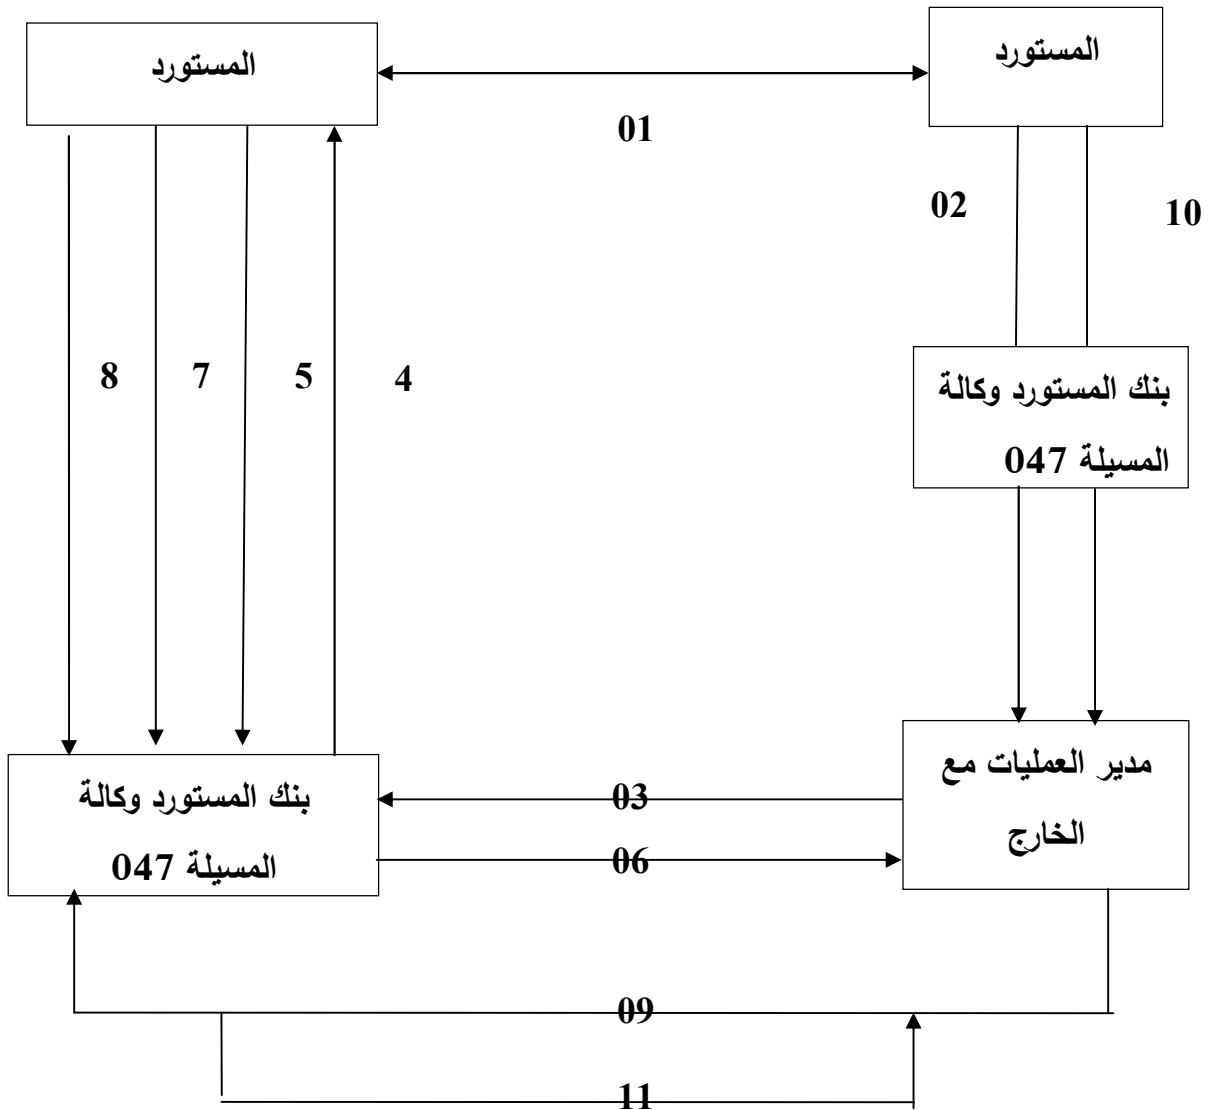 المستورد
المستورد
01
02
10
8
7
5
4
بنك المستورد وكالة
المسيلة 047
مدير العمليات مع
الخارج
بنك المستورد وكالة
المسيلة 047
03
06
09
11